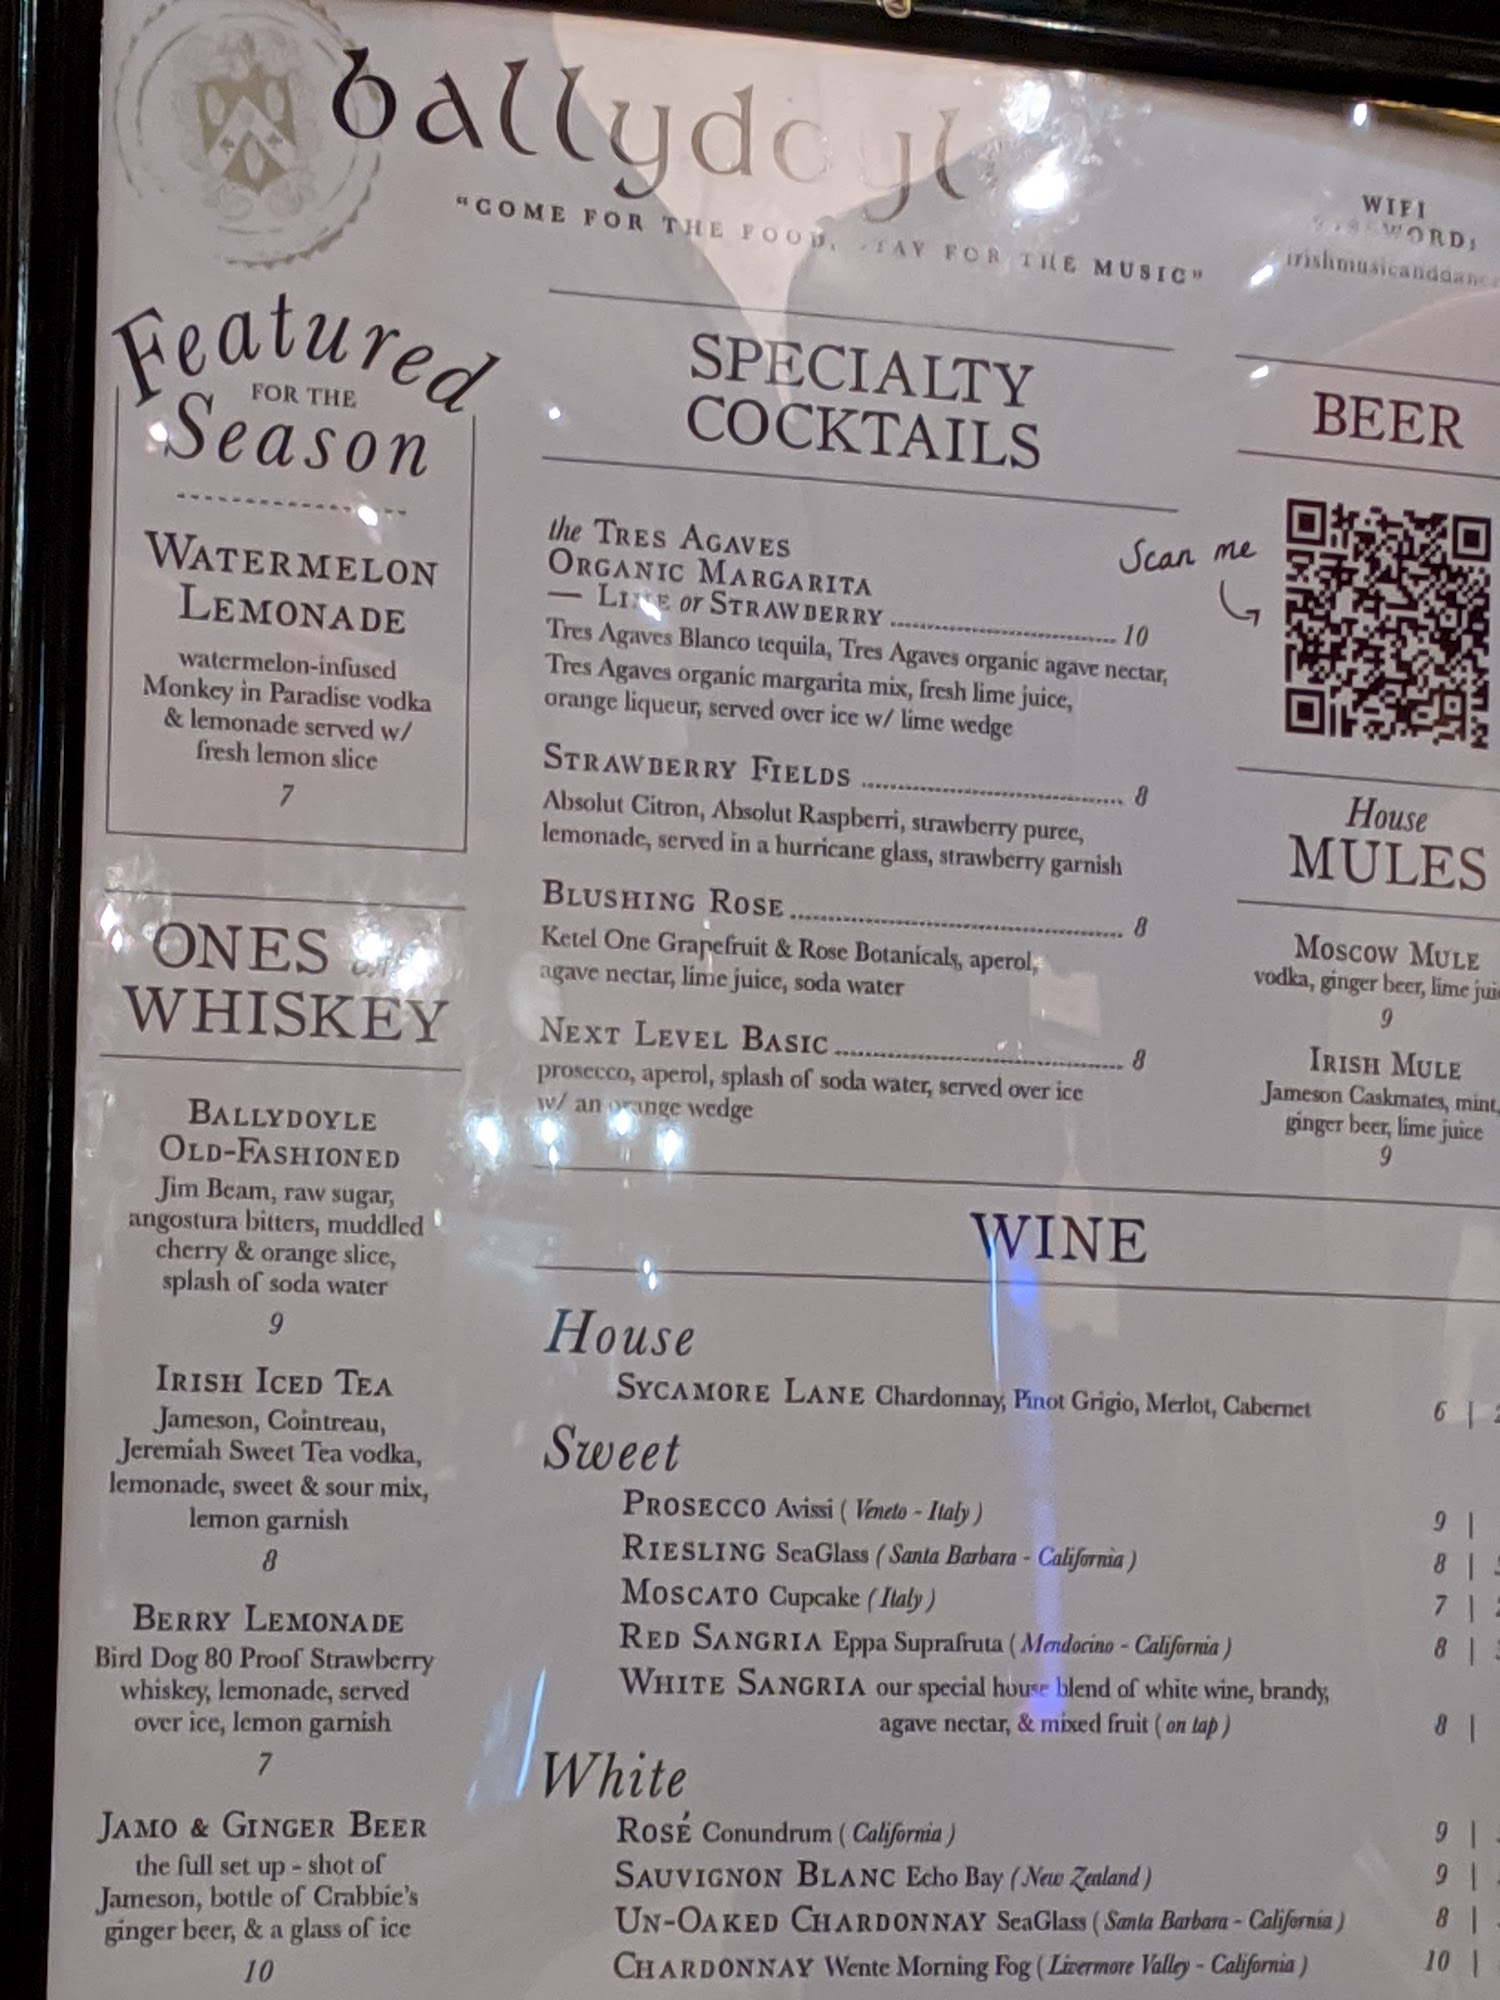 ballydoyl
"COME FOR THE FOOD, STAY FOR THE MUSIC"
WIFI
irishmusicanddanc
Featured
FOR THE
Season
WATERMELON
LEMONADE
watermelon-infused
Monkey in Paradise vodka
& lemonade served w/
fresh lemon slice
7
ONES
WHISKEY
BALLYDOYLE
OLD-FASHIONED
Jim Beam, raw sugar,
angostura bitters, muddled
cherry & orange slice,
splash of soda water
9
IRISH ICED TEA
Jameson, Cointreau,
Jeremiah Sweet Tea vodka,
lemonade, sweet & sour mix,
lemon garnish
8
BERRY LEMONADE
Bird Dog 80 Proof Strawberry
whiskey, lemonade, served
over ice, lemon garnish
7
JAMO & GINGER BEER
the full set up - shot of
Jameson, bottle of Crabbie's
ginger beer, & a glass of ice
10
SPECIALTY
COCKTAILS
the TRES AGAVES
ORGANIC MARGARITA
— LIME or STRAWBERRY 10
Tres Agaves Blanco tequila, Tres Agaves organic agave nectar,
Tres Agaves organic margarita mix, fresh lime juice,
orange liqueur, served over ice w/ lime wedge
STRAWBERRY FIELDS 8
Absolut Citron, Absolut Raspberri, strawberry puree,
lemonade, served in a hurricane glass, strawberry garnish
BLUSHING ROSE 8
Ketel One Grapefruit & Rose Botanicals, aperol,
agave nectar, lime juice, soda water
NEXT LEVEL BASIC 8
prosecco, aperol, splash of soda water, served over ice
w/ an orange wedge
BEER
Scan me
House
MULES
MOSCOW MULE
vodka, ginger beer, lime jui
9
IRISH MULE
Jameson Caskmates, mint,
ginger beer, lime juice
9
WINE
House
SYCAMORE LANE Chardonnay, Pinot Grigio, Merlot, Cabernet 6 |
Sweet
PROSECCO Avissi ( Veneto - Italy ) 9 |
RIESLING SeaGlass ( Santa Barbara - California ) 8 |
MOSCATO Cupcake ( Italy ) 7 |
RED SANGRIA Eppa Suprafruta ( Mendocino - California ) 8 |
WHITE SANGRIA our special house blend of white wine, brandy,
agave nectar, & mixed fruit ( on tap ) 8 |
White
ROSÉ Conundrum ( California ) 9 |
SAUVIGNON BLANC Echo Bay ( New Zealand ) 9 |
UN-OAKED CHARDONNAY SeaGlass ( Santa Barbara - California ) 8 |
CHARDONNAY Wente Morning Fog ( Livermore Valley - California ) 10 |